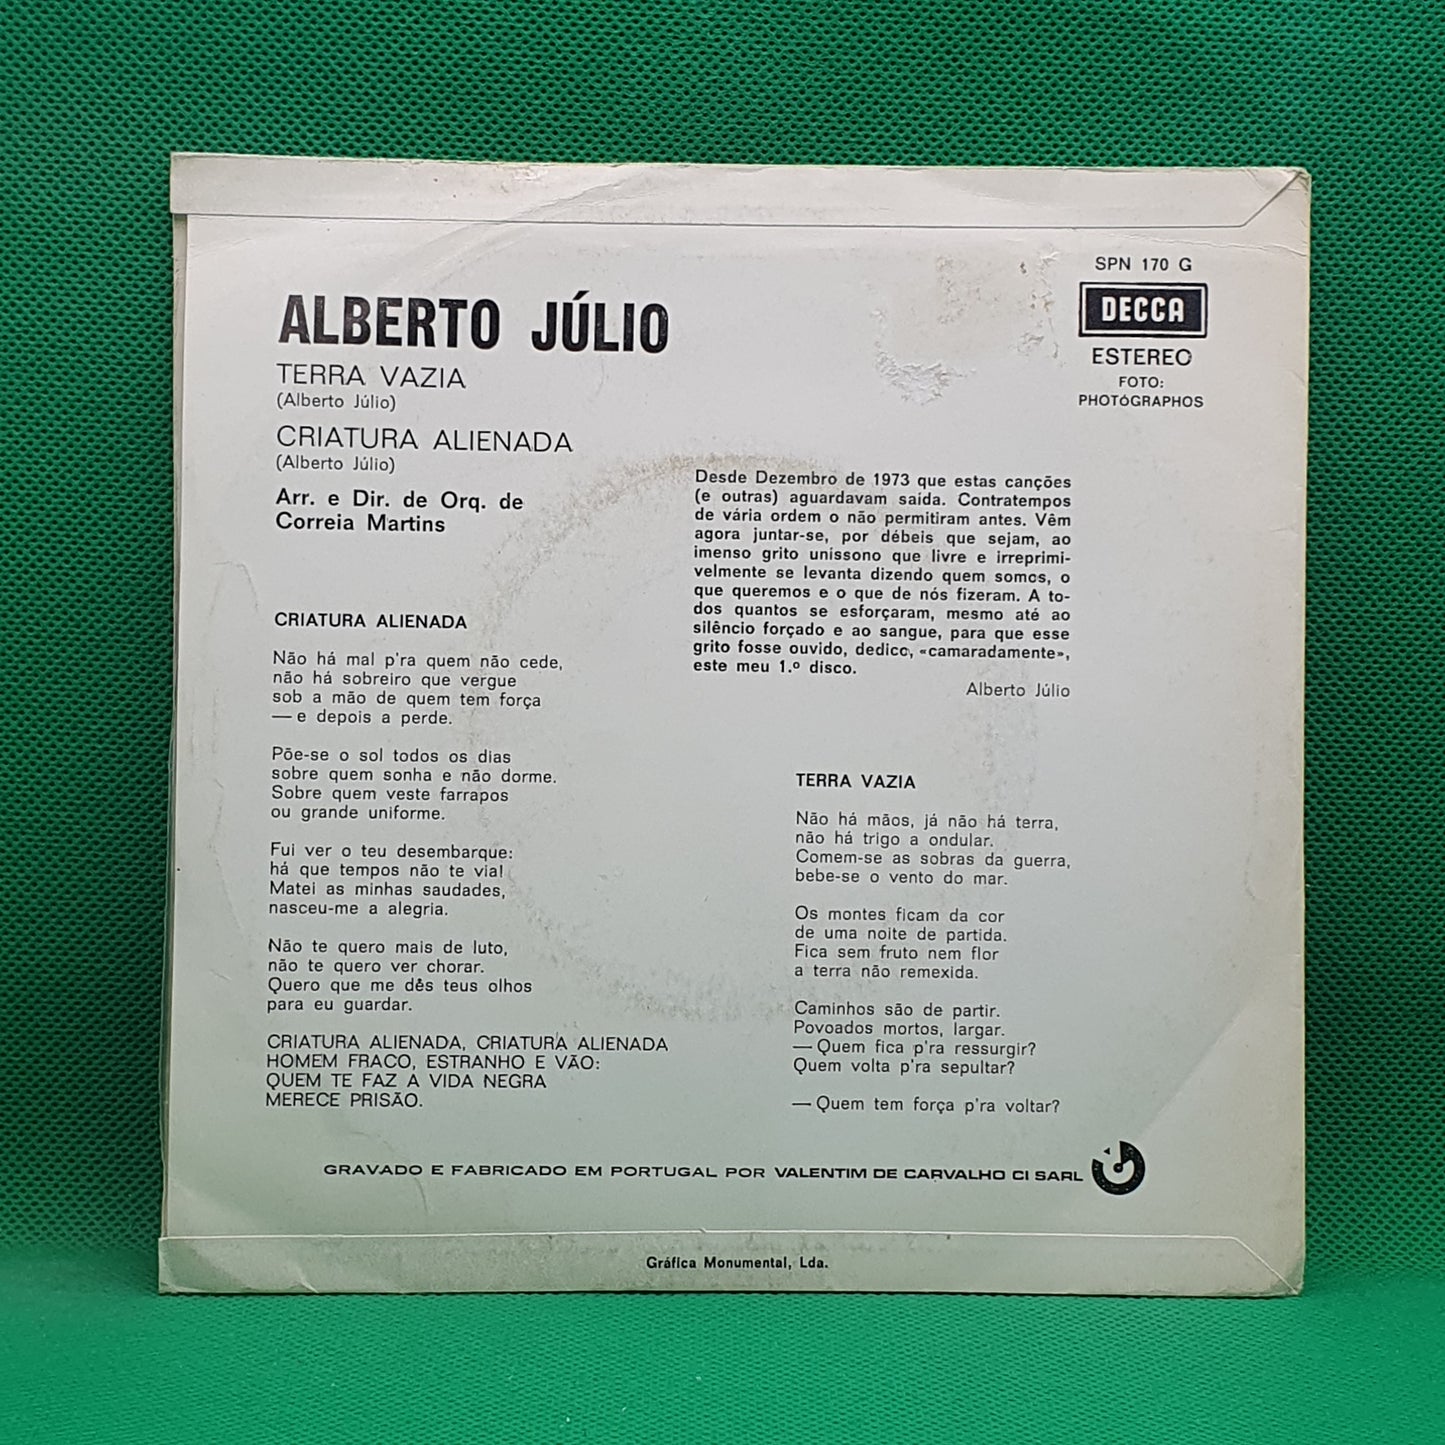 SPN 170 G
DECCA
ESTEREO
FOTO:
PHOTÓGRAPHOS
ALBERTO JÚLIO
TERRA VAZIA
(Alberto Júlio)
CRIATURA ALIENADA
(Alberto Júlio)
Arr. e Dir. de Orq. de
Correia Martins
Desde Dezembro de 1973 que estas canções
(e outras) aguardavam saída. Contratempos
de vária ordem o não permitiram antes. Vêm
agora juntar-se, por débeis que sejam, ao
imenso grito unissono que livre e irreprimi-
velmente se levanta dizendo quem somos, o
que queremos e o que de nós fizeram. A to-
dos quantos se esforçaram, mesmo até ao
silêncio forçado e ao sangue, para que esse
grito fosse ouvido, dedico, «camaradamente»,
este meu 1.º disco.
Alberto Júlio
CRIATURA ALIENADA
Não há mal p'ra quem não cede,
não há sobreiro que vergue
sob a mão de quem tem força
— e depois a perde.
Põe-se o sol todos os dias
sobre quem sonha e não dorme.
Sobre quem veste farrapos
ou grande uniforme.
Fui ver o teu desembarque:
há que tempos não te via!
Matei as minhas saudades,
nasceu-me a alegria.
Não te quero mais de luto,
não te quero ver chorar.
Quero que me dês teus olhos
para eu guardar.
CRIATURA ALIENADA, CRIATURA ALIENADA
HOMEM FRACO, ESTRANHO E VÃO:
QUEM TE FAZ A VIDA NEGRA
MERECE PRISÃO.
TERRA VAZIA
Não há mãos, já não há terra,
não há trigo a ondular.
Comem-se as sobras da guerra,
bebe-se o vento do mar.
Os montes ficam da cor
de uma noite de partida.
Fica sem fruto nem flor
a terra não remexida.
Caminhos são de partir.
Povoados mortos, largar.
— Quem fica p'ra ressurgir?
Quem volta p'ra sepultar?
— Quem tem força p'ra voltar?
GRAVADO E FABRICADO EM PORTUGAL POR VALENTIM DE CARVALHO CI SARL
Gráfica Monumental, Lda.